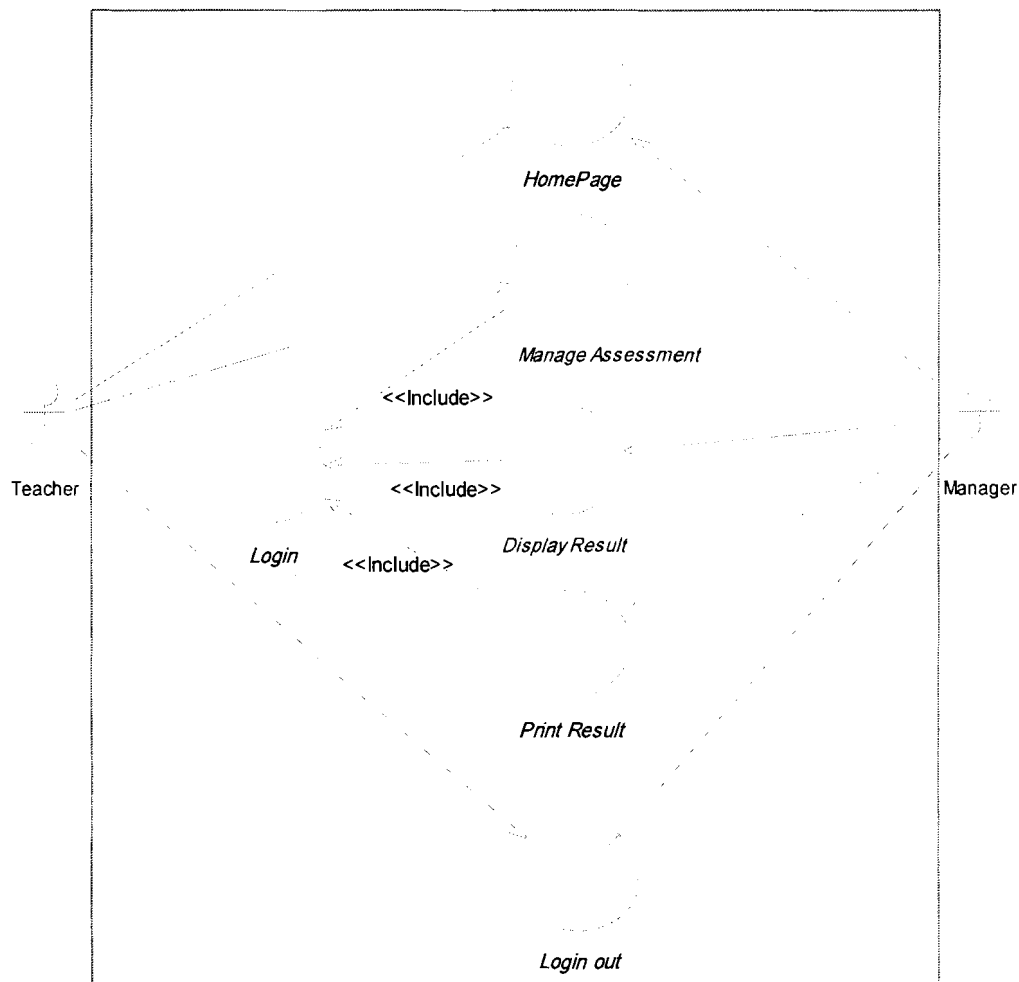 HomePage
Manage Assessment
<<Include>>
Teacher
<<Include>>
Manager
Login
<<Include>>
Display Result
Print Result
Login out